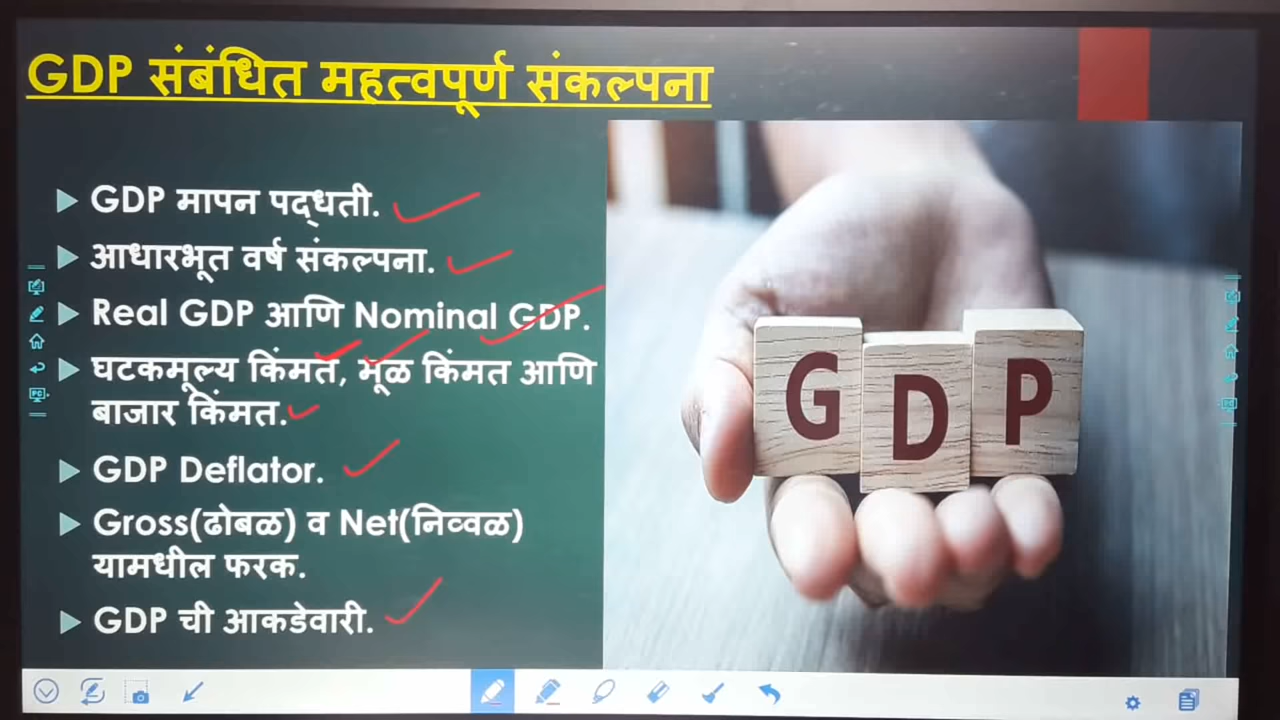 GDP संबंधित महत्वपूर्ण संकल्पना
GDP मापन पद्धती.
आधारभूत वर्ष संकल्पना.
Real GDP आणि Nominal GDP.
घटकमूल्य किंमत, मूळ किंमत आणि
बाजार किंमत.
GDP Deflator.
Gross(ढोबळ) व Net(निव्वळ)
यामधील फरक.
GDP ची आकडेवारी.
G D P